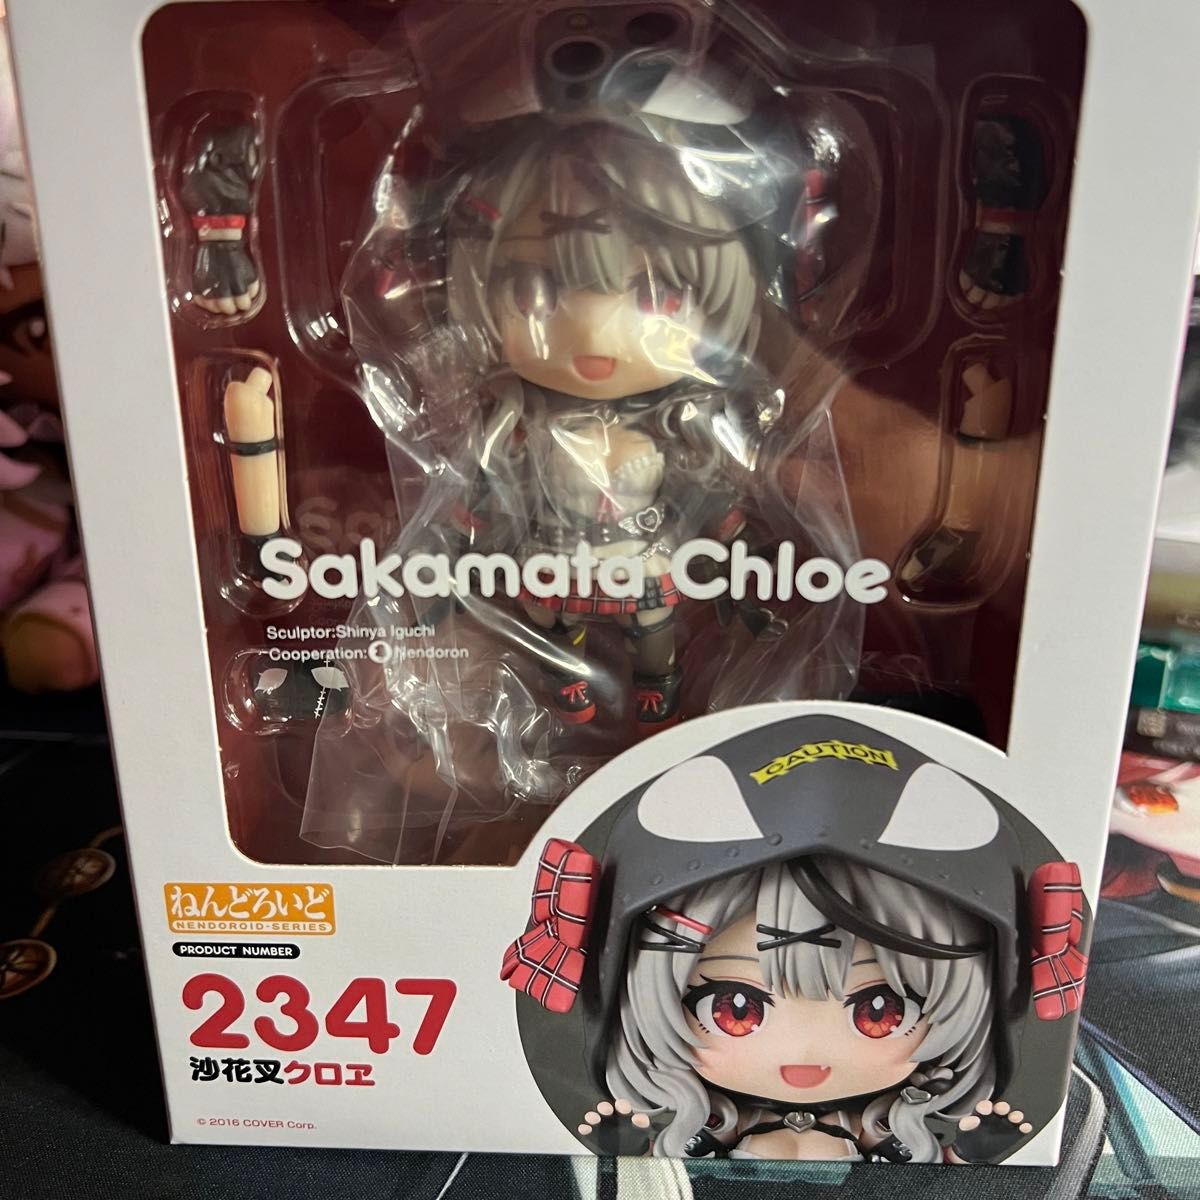 Sakamata Chloe
Sculptor:Shinya Iguchi
Cooperation: Nendoron
CAUTION
ねんどろいど
NENDOROID-SERIES
PRODUCT NUMBER
2347
沙花叉クロヱ
© 2016 COVER Corp.